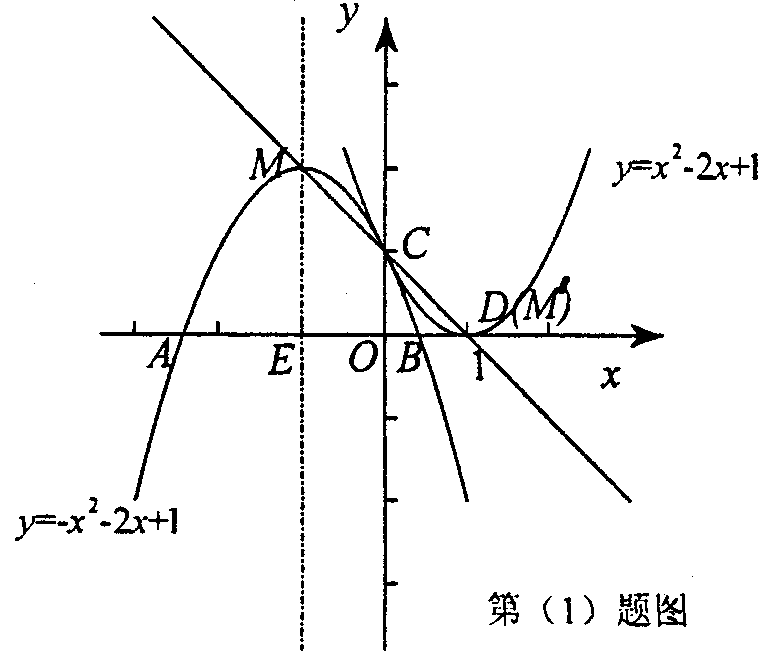 y
M
y=x²-2x+1
C
D(M')
A
E
O
B
1
x
y=-x²-2x+1
第（1）题图